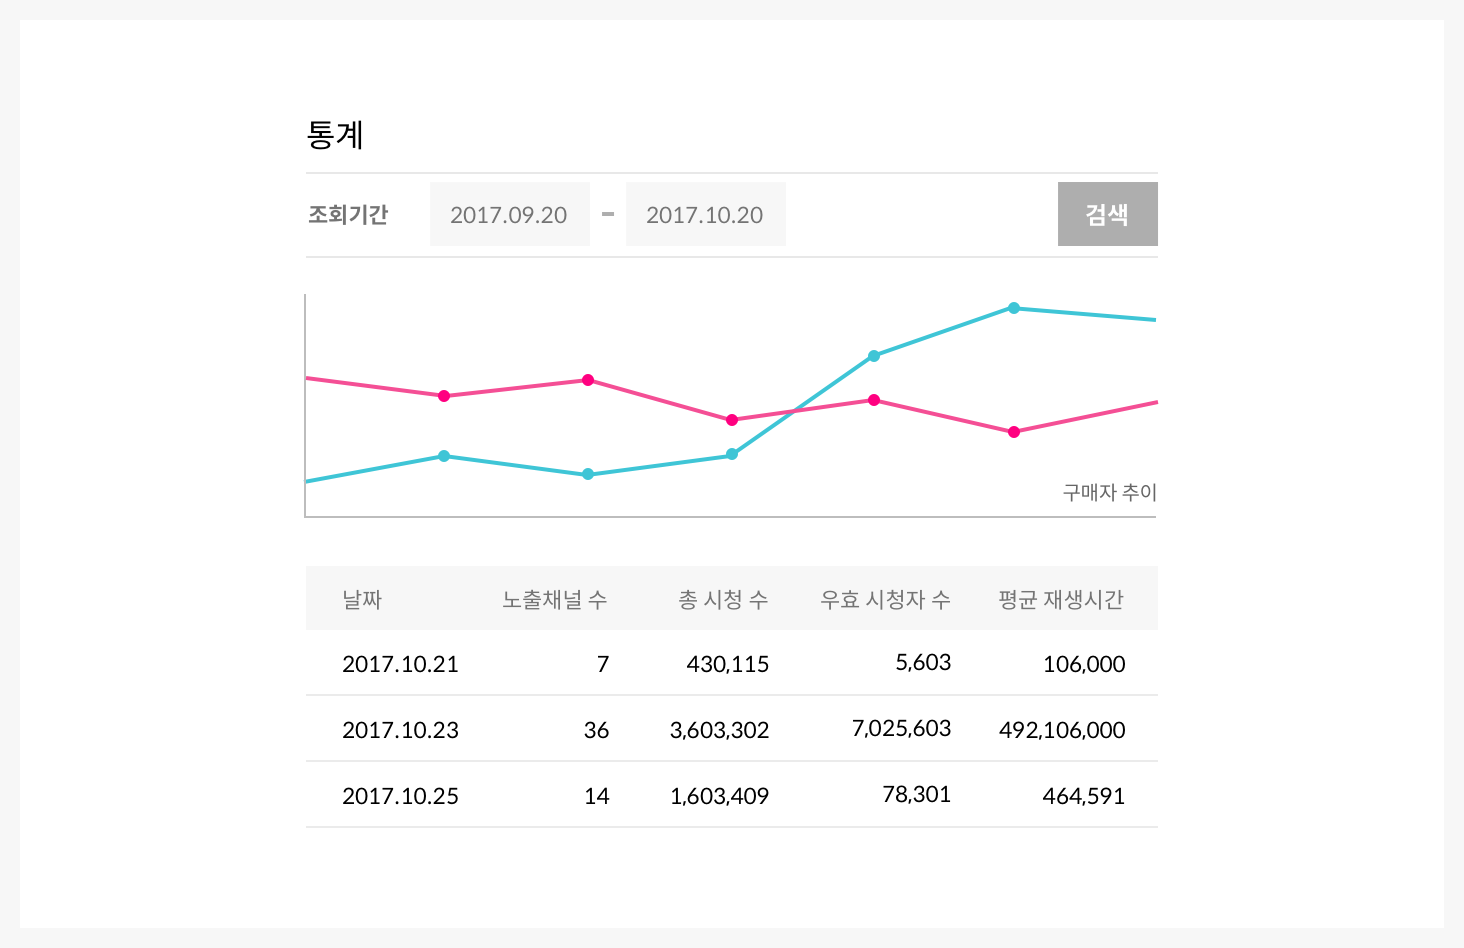 통계
조회기간 2017.09.20 - 2017.10.20 검색
구매자 추이
날짜 노출채널 수 총 시청 수 우효 시청자 수 평균 재생시간
2017.10.21 7 430,115 5,603 106,000
2017.10.23 36 3,603,302 7,025,603 492,106,000
2017.10.25 14 1,603,409 78,301 464,591